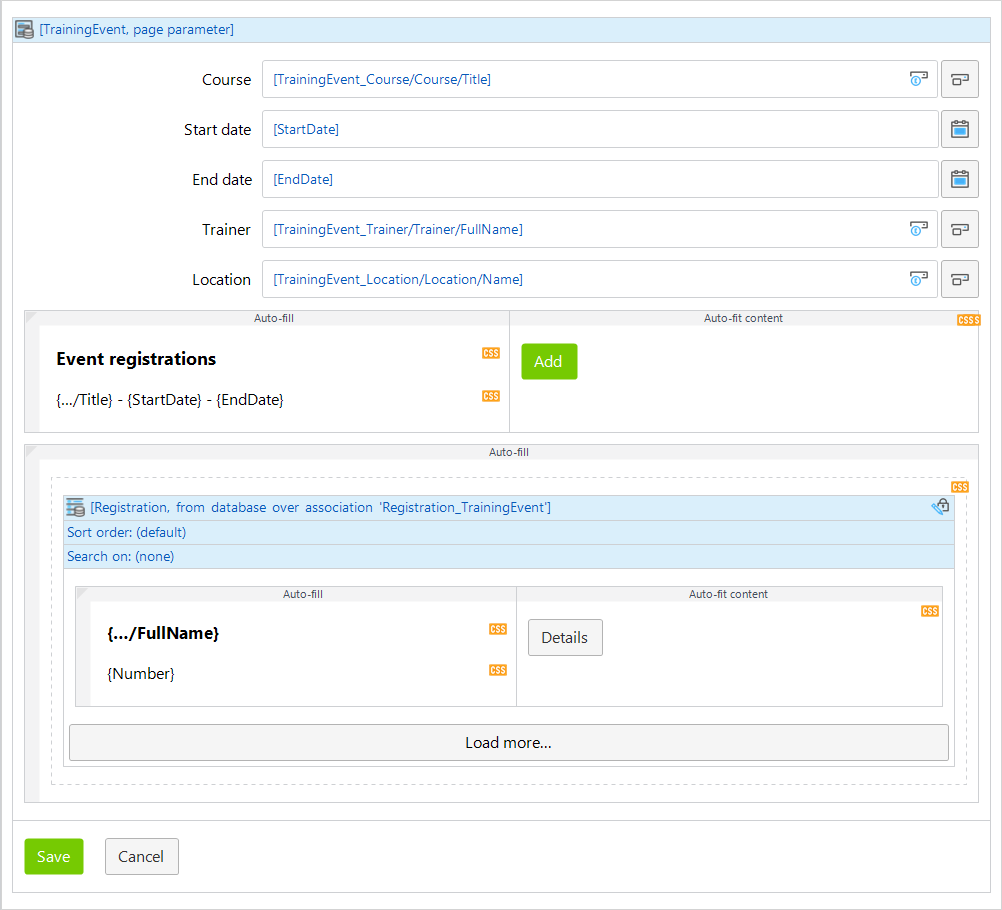 [TrainingEvent, page parameter]
Course [TrainingEvent_Course/Course/Title]
Start date [StartDate]
End date [EndDate]
Trainer [TrainingEvent_Trainer/Trainer/FullName]
Location [TrainingEvent_Location/Location/Name]
Auto-fill Auto-fit content
CSSS
Event registrations CSS
Add
{.../Title} - {StartDate} - {EndDate} CSS
Auto-fill
CSS
[Registration, from database over association 'Registration_TrainingEvent']
Sort order: (default)
Search on: (none)
Auto-fill Auto-fit content
CSS
{.../FullName} CSS
Details
{Number} CSS
Load more...
Save Cancel